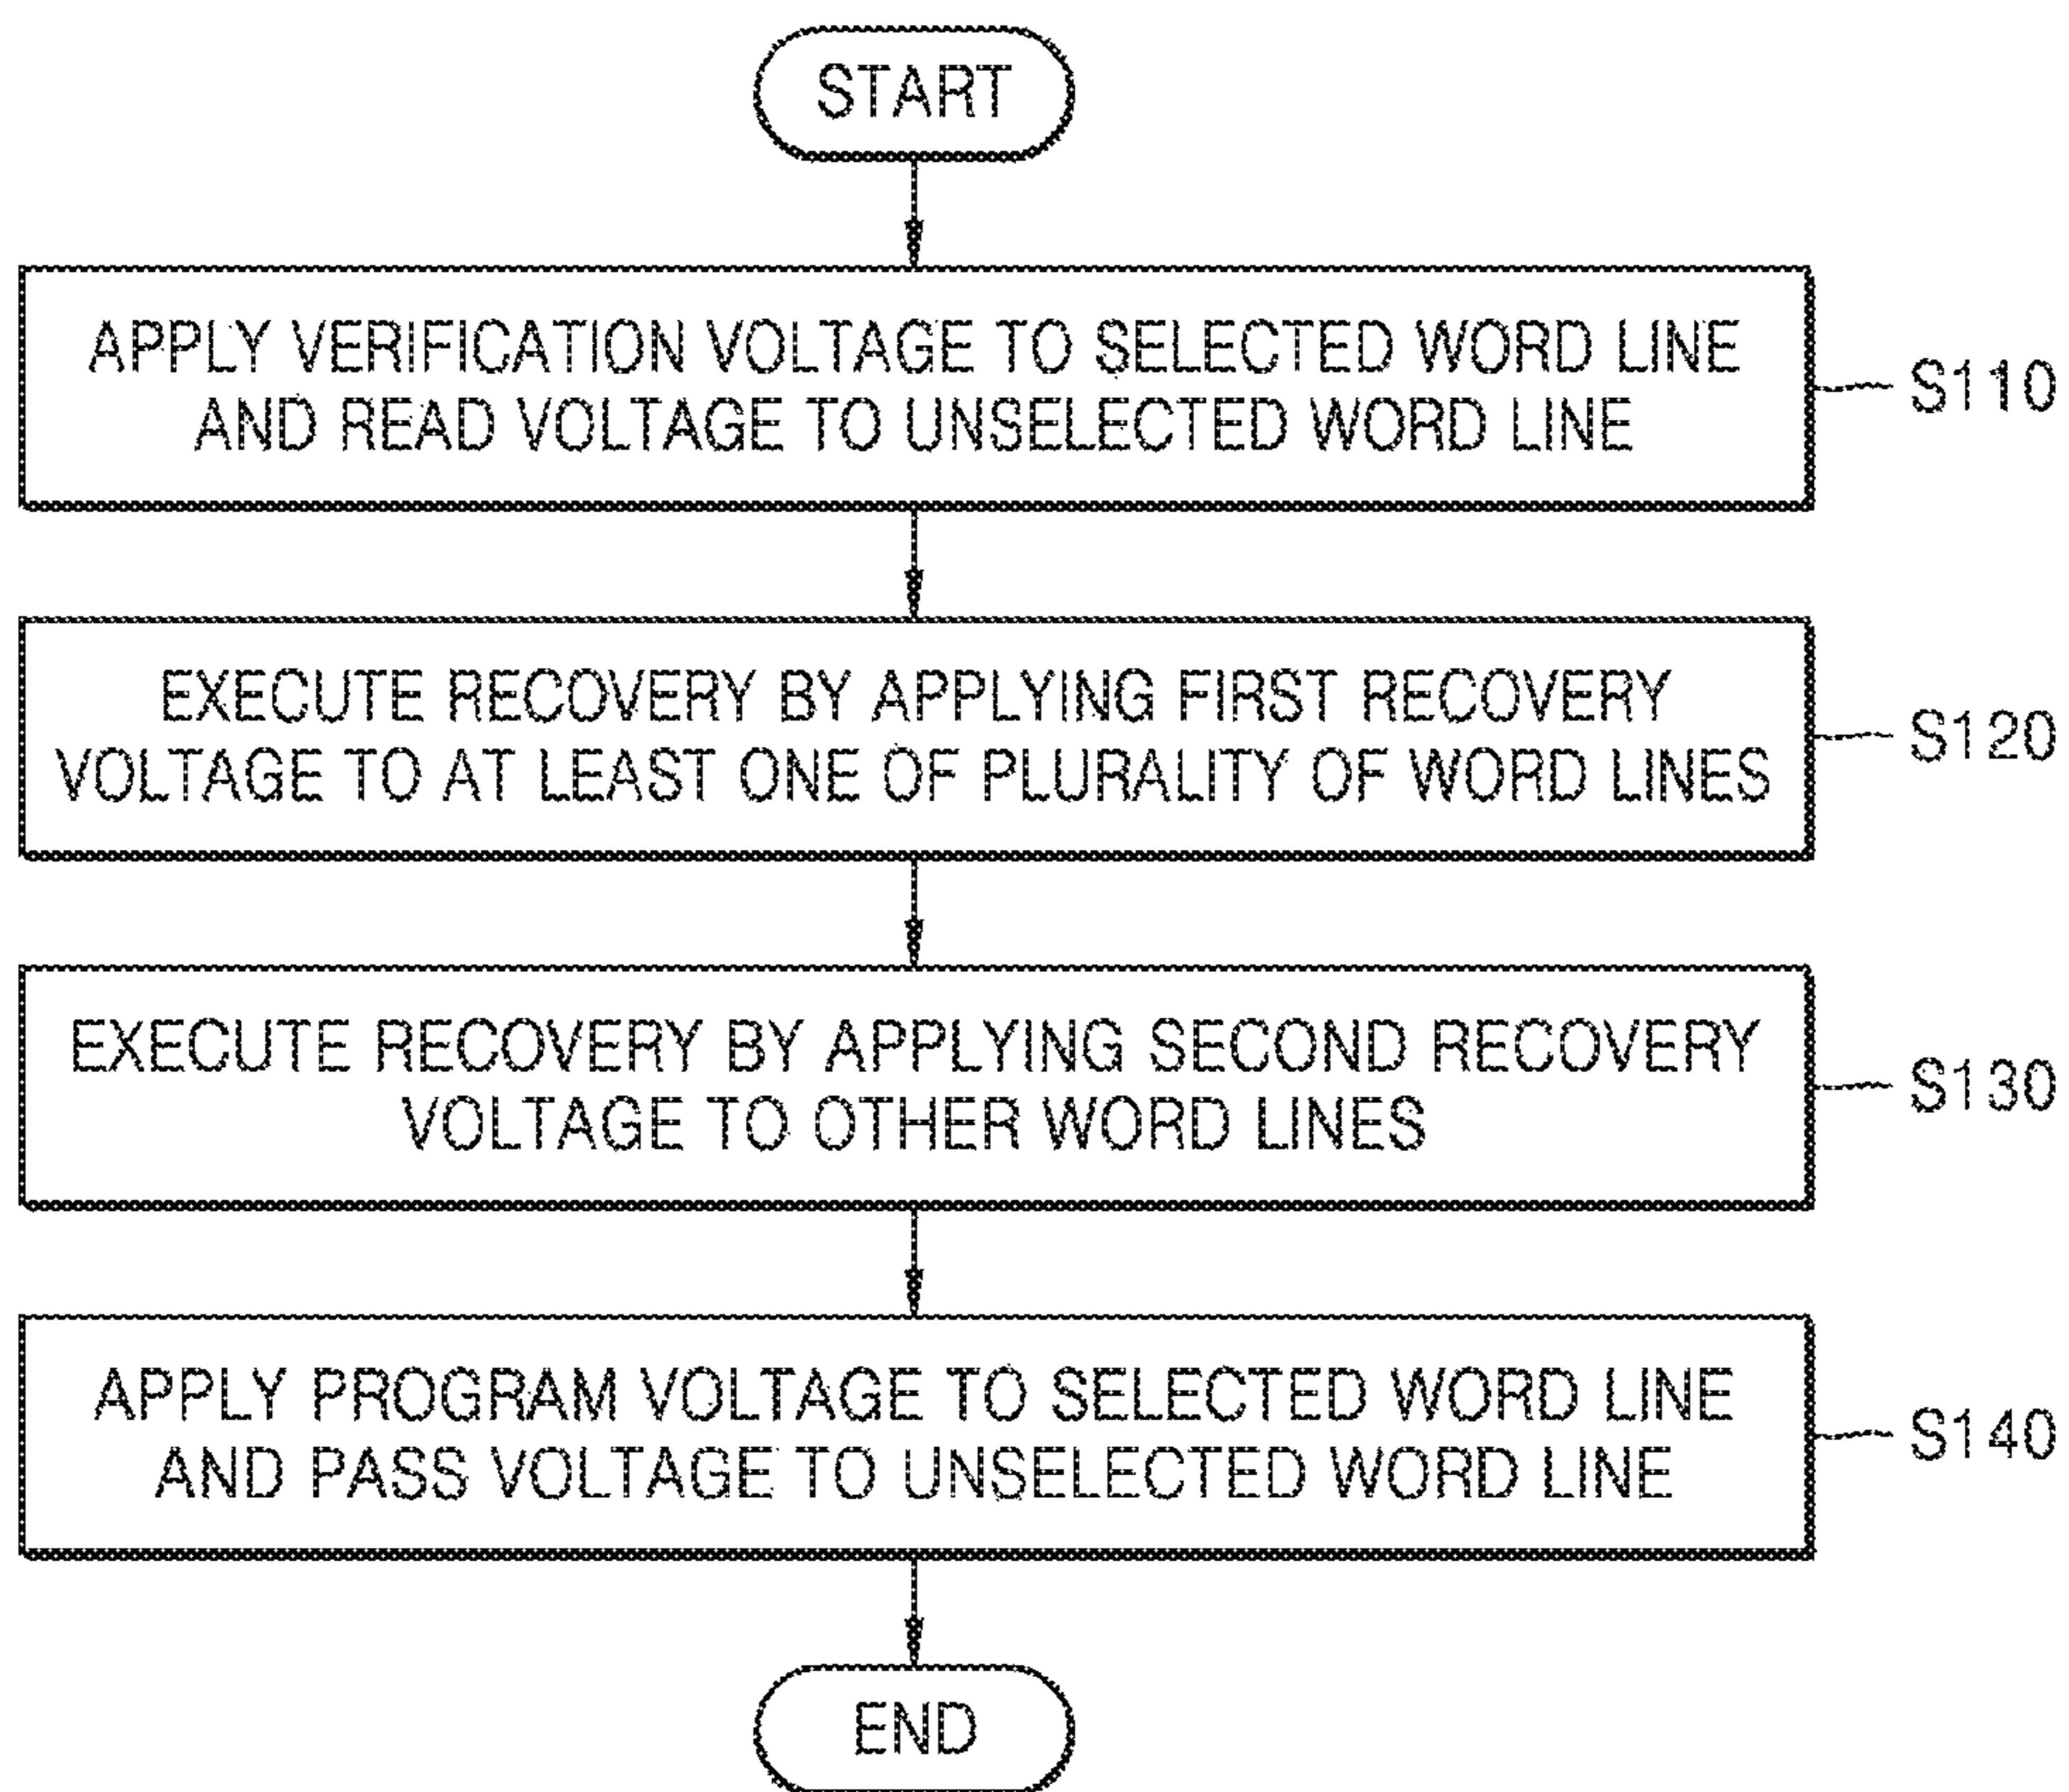 START
APPLY VERIFICATION VOLTAGE TO SELECTED WORD LINE
AND READ VOLTAGE TO UNSELECTED WORD LINE
S110
EXECUTE RECOVERY BY APPLYING FIRST RECOVERY
VOLTAGE TO AT LEAST ONE OF PLURALITY OF WORD LINES
S120
EXECUTE RECOVERY BY APPLYING SECOND RECOVERY
VOLTAGE TO OTHER WORD LINES
S130
APPLY PROGRAM VOLTAGE TO SELECTED WORD LINE
AND PASS VOLTAGE TO UNSELECTED WORD LINE
S140
END